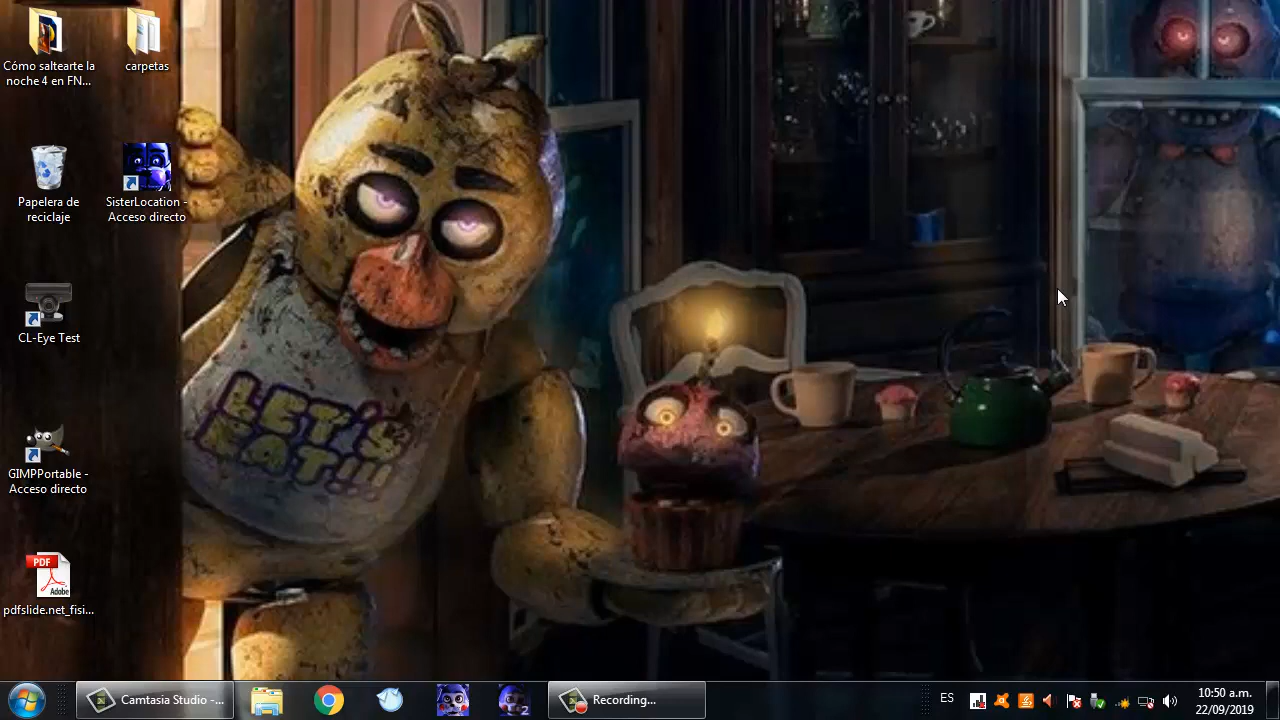 Cómo saltearte la
noche 4 en FN...
carpetas
Papelera de
reciclaje
SisterLocation -
Acceso directo
CL-Eye Test
GIMPPortable -
Acceso directo
PDF
Adobe
pdfslide.net_fisi...
LET'S
EAT!!!
Camtasia Studio -...
2
Recording...
ES
10:50 a.m.
22/09/2019